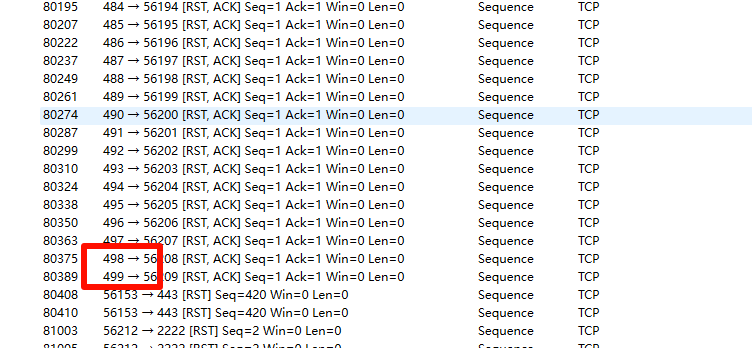 80195 484 → 56194 [RST, ACK] Seq=1 Ack=1 Win=0 Len=0 Sequence TCP
80207 485 → 56195 [RST, ACK] Seq=1 Ack=1 Win=0 Len=0 Sequence TCP
80222 486 → 56196 [RST, ACK] Seq=1 Ack=1 Win=0 Len=0 Sequence TCP
80237 487 → 56197 [RST, ACK] Seq=1 Ack=1 Win=0 Len=0 Sequence TCP
80249 488 → 56198 [RST, ACK] Seq=1 Ack=1 Win=0 Len=0 Sequence TCP
80261 489 → 56199 [RST, ACK] Seq=1 Ack=1 Win=0 Len=0 Sequence TCP
80274 490 → 56200 [RST, ACK] Seq=1 Ack=1 Win=0 Len=0 Sequence TCP
80287 491 → 56201 [RST, ACK] Seq=1 Ack=1 Win=0 Len=0 Sequence TCP
80299 492 → 56202 [RST, ACK] Seq=1 Ack=1 Win=0 Len=0 Sequence TCP
80310 493 → 56203 [RST, ACK] Seq=1 Ack=1 Win=0 Len=0 Sequence TCP
80324 494 → 56204 [RST, ACK] Seq=1 Ack=1 Win=0 Len=0 Sequence TCP
80338 495 → 56205 [RST, ACK] Seq=1 Ack=1 Win=0 Len=0 Sequence TCP
80350 496 → 56206 [RST, ACK] Seq=1 Ack=1 Win=0 Len=0 Sequence TCP
80363 497 → 56207 [RST, ACK] Seq=1 Ack=1 Win=0 Len=0 Sequence TCP
80375 498 → 56208 [RST, ACK] Seq=1 Ack=1 Win=0 Len=0 Sequence TCP
80389 499 → 56209 [RST, ACK] Seq=1 Ack=1 Win=0 Len=0 Sequence TCP
80408 56153 → 443 [RST] Seq=420 Win=0 Len=0 Sequence TCP
80410 56153 → 443 [RST] Seq=420 Win=0 Len=0 Sequence TCP
81003 56212 → 2222 [RST] Seq=2 Win=0 Len=0 Sequence TCP